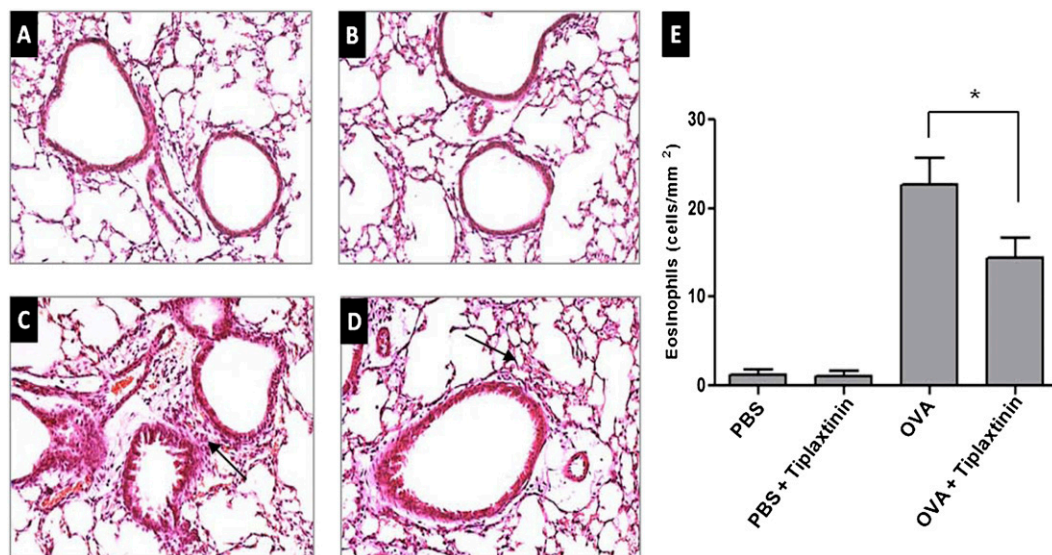 A
B
C
D
E
*
Eosinophils (cells/mm ²)
30
20
10
0
PBS
PBS + Tiplaxtinin
OVA
OVA + Tiplaxtinin